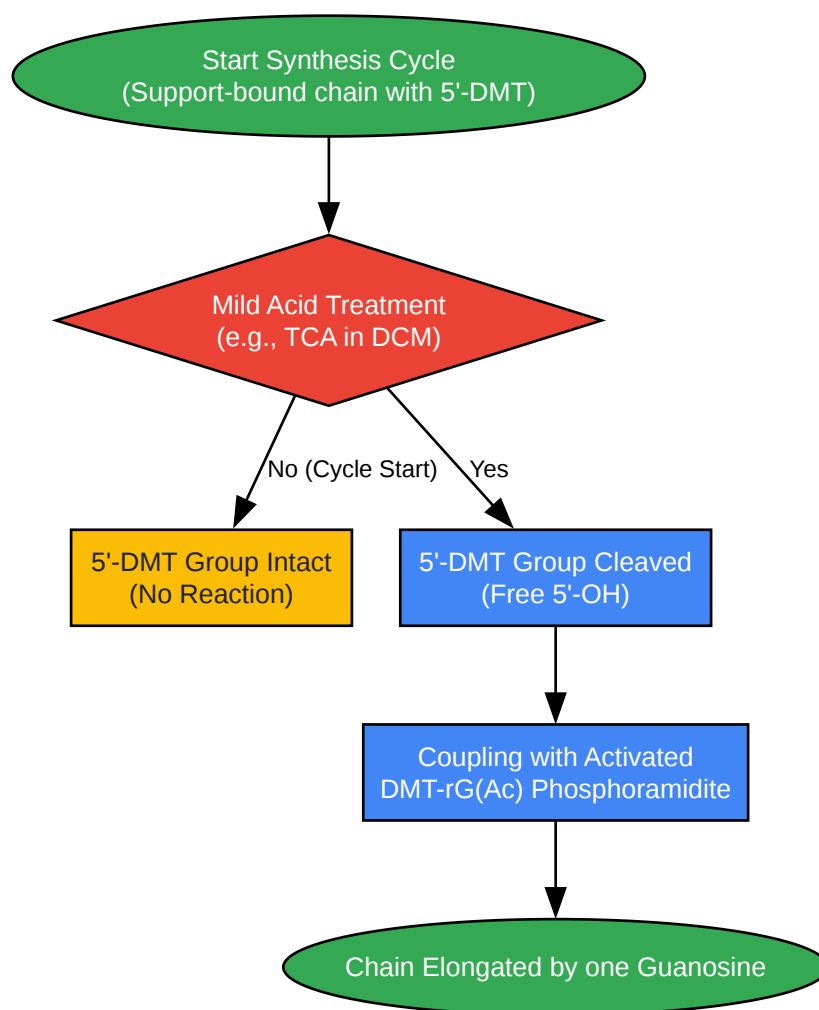 Start Synthesis Cycle
(Support-bound chain with 5'-DMT)
Mild Acid Treatment
(e.g., TCA in DCM)
No (Cycle Start)
Yes
5'-DMT Group Intact
(No Reaction)
5'-DMT Group Cleaved
(Free 5'-OH)
Coupling with Activated
DMT-rG(Ac) Phosphoramidite
Chain Elongated by one Guanosine